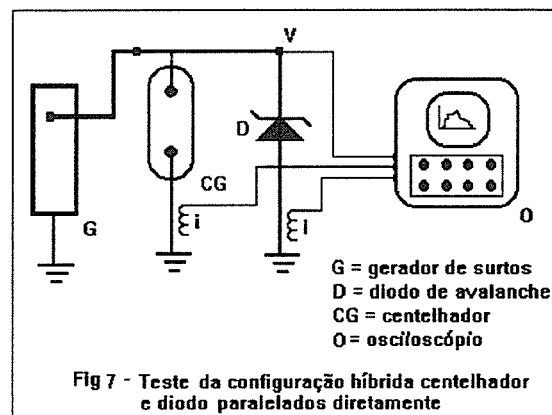 V
D
CG
G
i
i
O
G = gerador de surtos
D = diodo de avalanche
CG = centelhador
O = osciloscópio
Fig 7 - Teste da configuração híbrida centelhador
e diodo paralelados diretamente